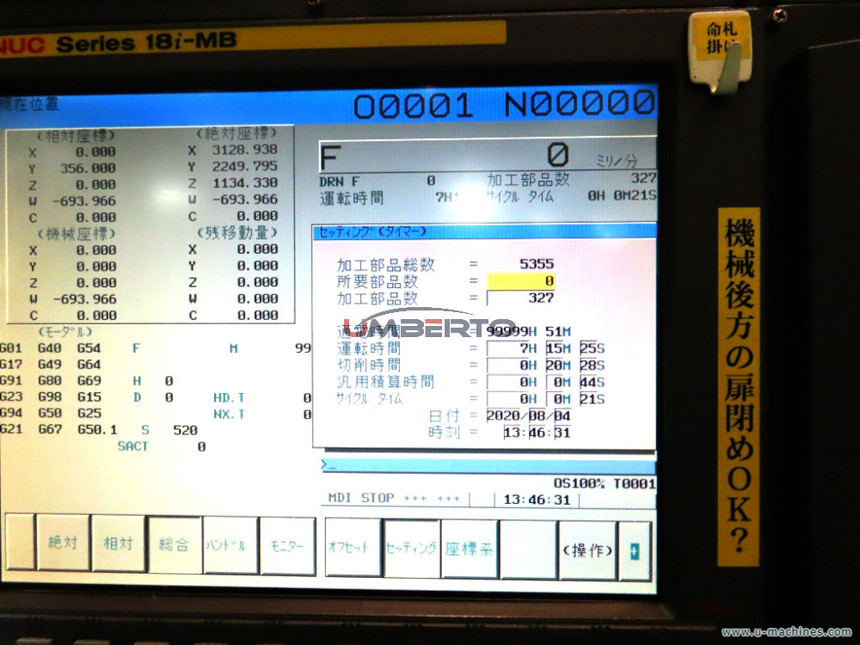 NUC Series 18i-MB
命札
現在位置 O0001 N00000
(相対座標) (絶対座標)
X 0.000 X 3128.938
Y 356.000 Y 2249.795
Z 0.000 Z 1134.330
W -693.966 W -693.966
C 0.000 C 0.000
(機械座標) (残移動量)
X 0.000 X 0.000
Y 0.000 Y 0.000
Z 0.000 Z 0.000
W -693.966 W 0.000
C 0.000 C 0.000
F 0 ミリ/分
DRN F 0 加工部品数 327
運転時間 7H サイクル タイム 0H 0M21S
(モーダル)
G01 G40 G54 F M 99
G17 G49 G64
G91 G80 G69 H 0
G23 G98 G15 D 0 HD.T 0
G94 G50 G25 NX.T 0
G21 G67 G50.1 S 520
SACT 0
セッティング(タイマー)
加工部品総数 = 5355
所要部品数 = 0
加工部品数 = 327
通電時間 = 99999H 51M
運転時間 = 7H 15M 25S
切削時間 = 0H 20M 28S
汎用積算時間 = 0H 0M 44S
サイクル タイム = 0H 0M 21S
日付 = 2020/08/04
時刻 = 13:46:31
UMBERTO
>_
OS100% T0001
MDI STOP *** *** 13:46:31
絶対 相対 総合 ハンドル モニター オフセット セッティング 座標系 (操作) +
機械後方の扉閉めOK?
www.u-machines.com